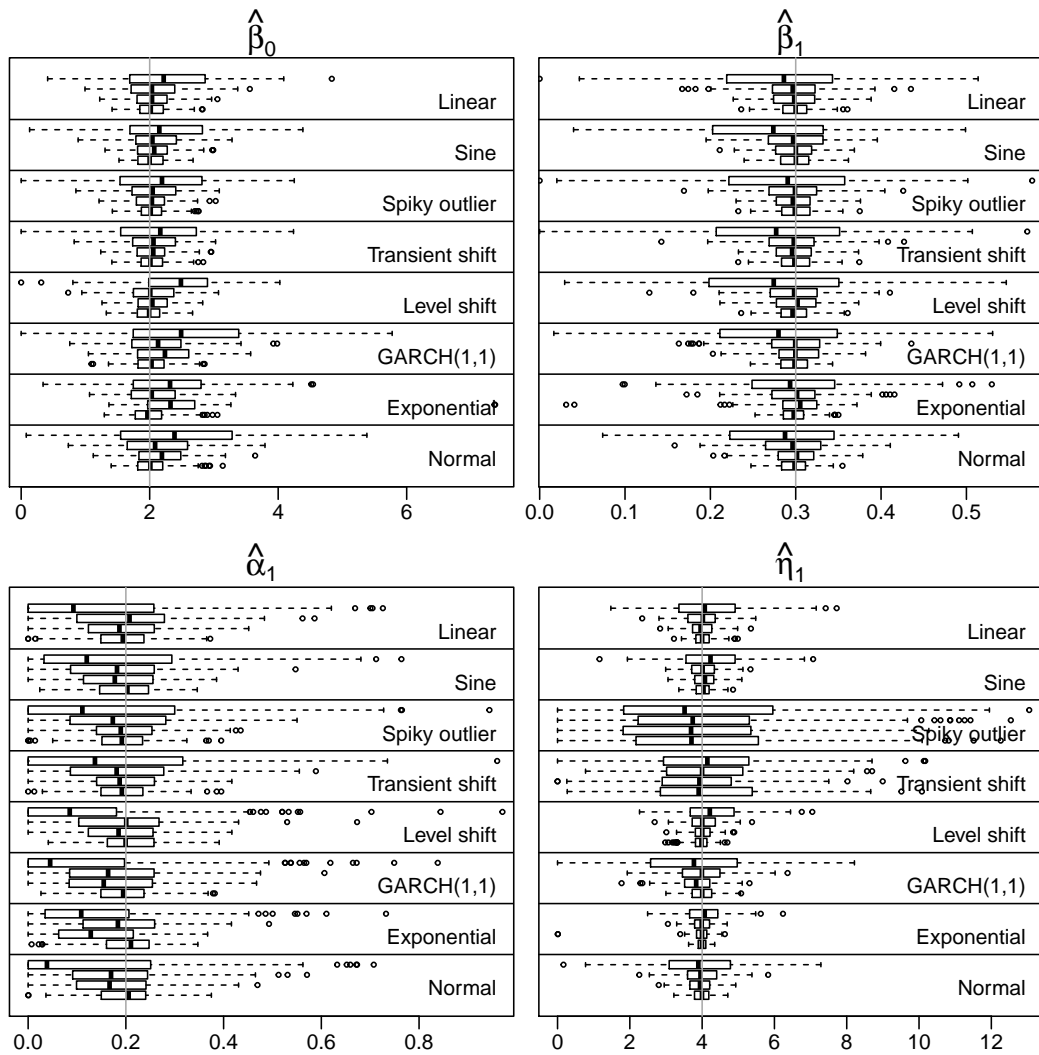 β̂₀
Linear
Sine
Spiky outlier
Transient shift
Level shift
GARCH(1,1)
Exponential
Normal
0 2 4 6
β̂₁
Linear
Sine
Spiky outlier
Transient shift
Level shift
GARCH(1,1)
Exponential
Normal
0.0 0.1 0.2 0.3 0.4 0.5
α̂₁
Linear
Sine
Spiky outlier
Transient shift
Level shift
GARCH(1,1)
Exponential
Normal
0.0 0.2 0.4 0.6 0.8
η̂₁
Linear
Sine
Spiky outlier
Transient shift
Level shift
GARCH(1,1)
Exponential
Normal
0 2 4 6 8 10 12